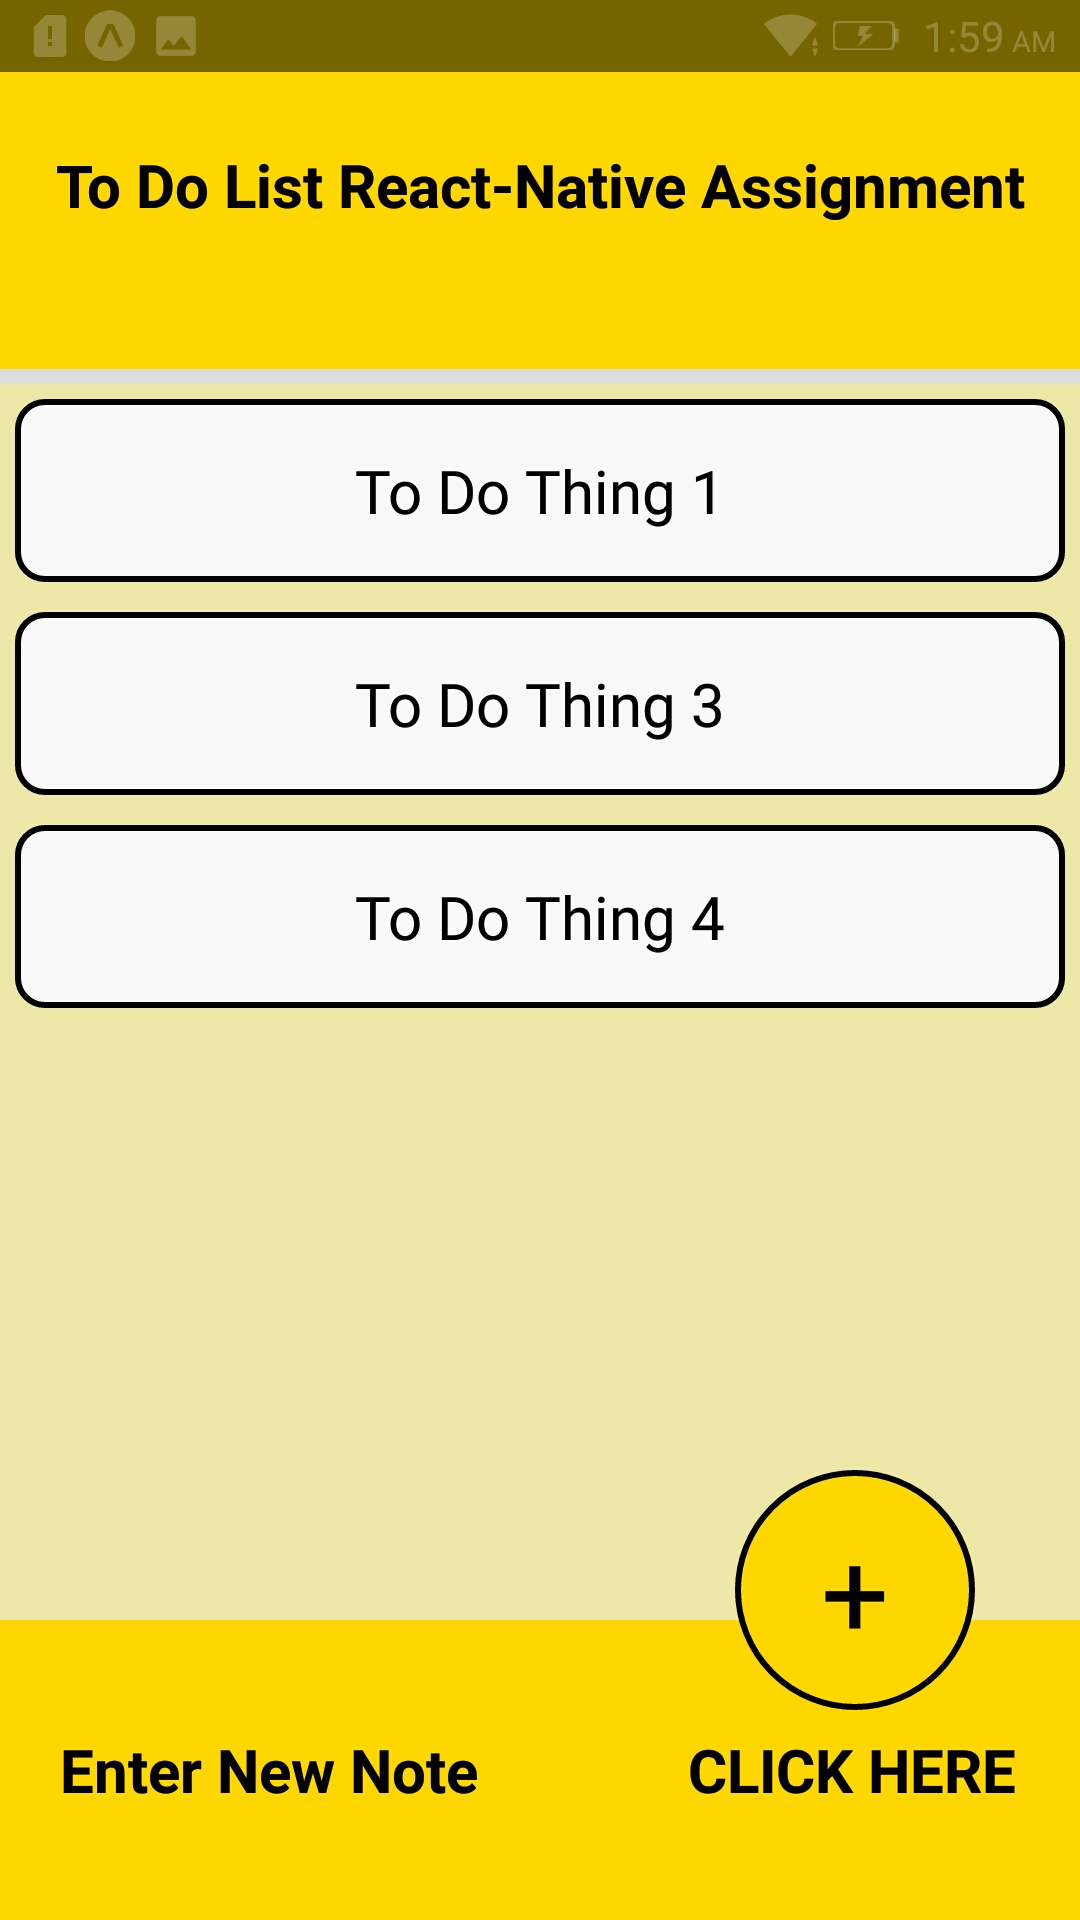 1:59 AM
To Do List React-Native Assignment
To Do Thing 1
To Do Thing 3
To Do Thing 4
+
Enter New Note
CLICK HERE